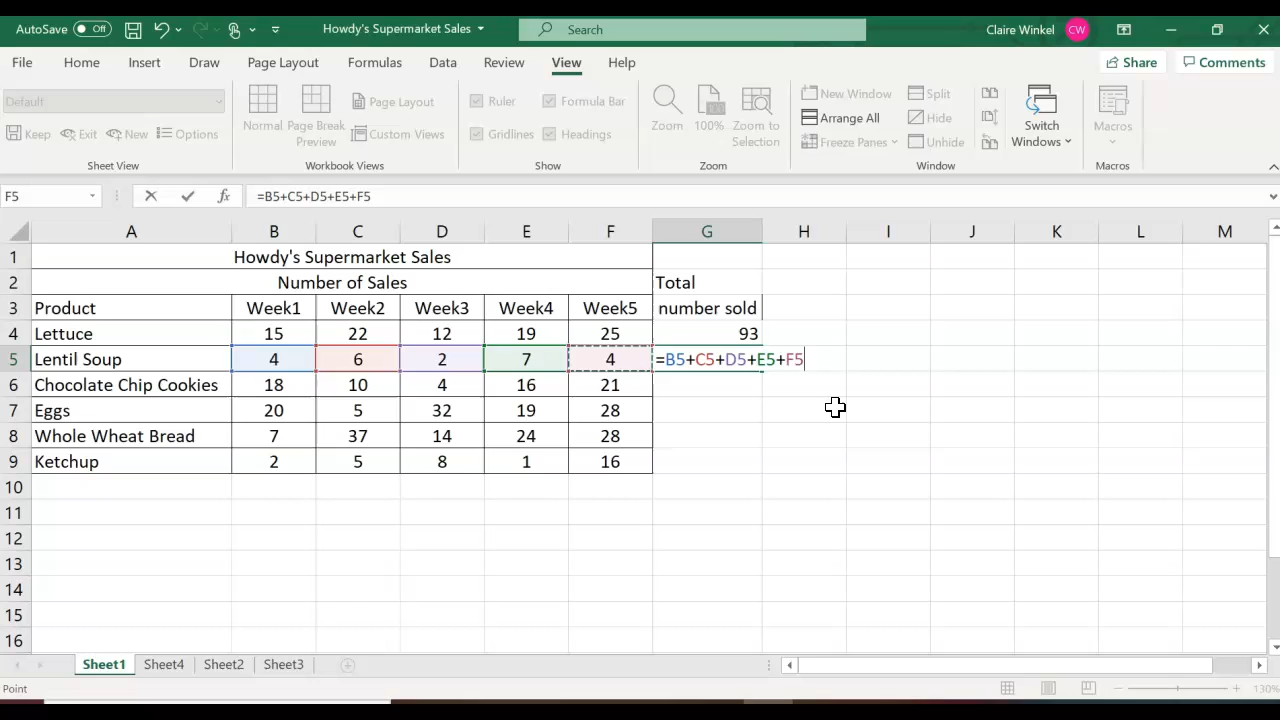 AutoSave Off Howdy's Supermarket Sales Search Claire Winkel CW
File Home Insert Draw Page Layout Formulas Data Review View Help Share Comments
Default
Keep Exit New Options
Sheet View
Normal Page Break Preview Page Layout Custom Views
Workbook Views
Ruler Formula Bar
Gridlines Headings
Show
Zoom 100% Zoom to Selection
Zoom
New Window Split
Arrange All Hide
Freeze Panes Unhide
Switch Windows
Window
Macros
Macros
F5 fx =B5+C5+D5+E5+F5
A B C D E F G H I J K L M
1 Howdy's Supermarket Sales
2 Number of Sales Total
3 Product Week1 Week2 Week3 Week4 Week5 number sold
4 Lettuce 15 22 12 19 25 93
5 Lentil Soup 4 6 2 7 4 =B5+C5+D5+E5+F5
6 Chocolate Chip Cookies 18 10 4 16 21
7 Eggs 20 5 32 19 28
8 Whole Wheat Bread 7 37 14 24 28
9 Ketchup 2 5 8 1 16
10
11
12
13
14
15
16
Sheet1 Sheet4 Sheet2 Sheet3
Point 130%